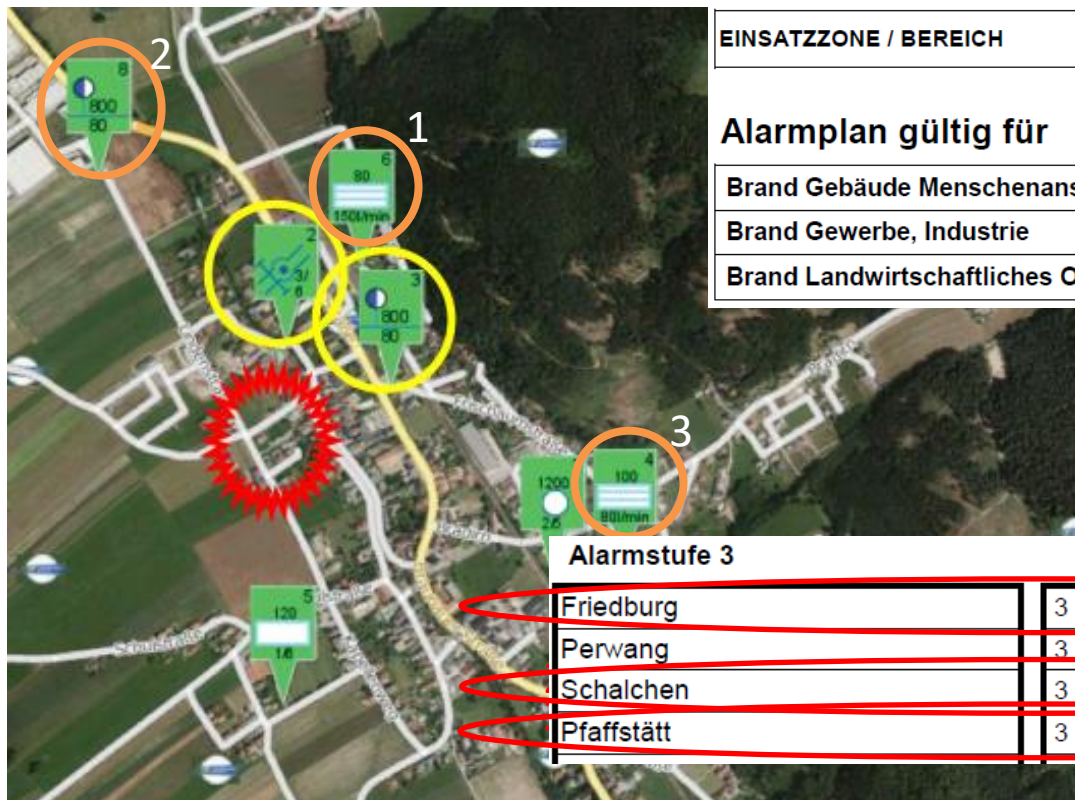 EINSATZZONE / BEREICH
Alarmplan gültig für
Brand Gebäude Menschenans
Brand Gewerbe, Industrie
Brand Landwirtschaftliches O
2
8
800
80
1
6
80
150l/min
2
3/
6
3
800
80
3
4
100
80l/min
1200
2.6
5
120
1/6
Schulstraße
Alarmstufe 3
Friedburg
3
Perwang
3
Schalchen
3
Pfaffstätt
3